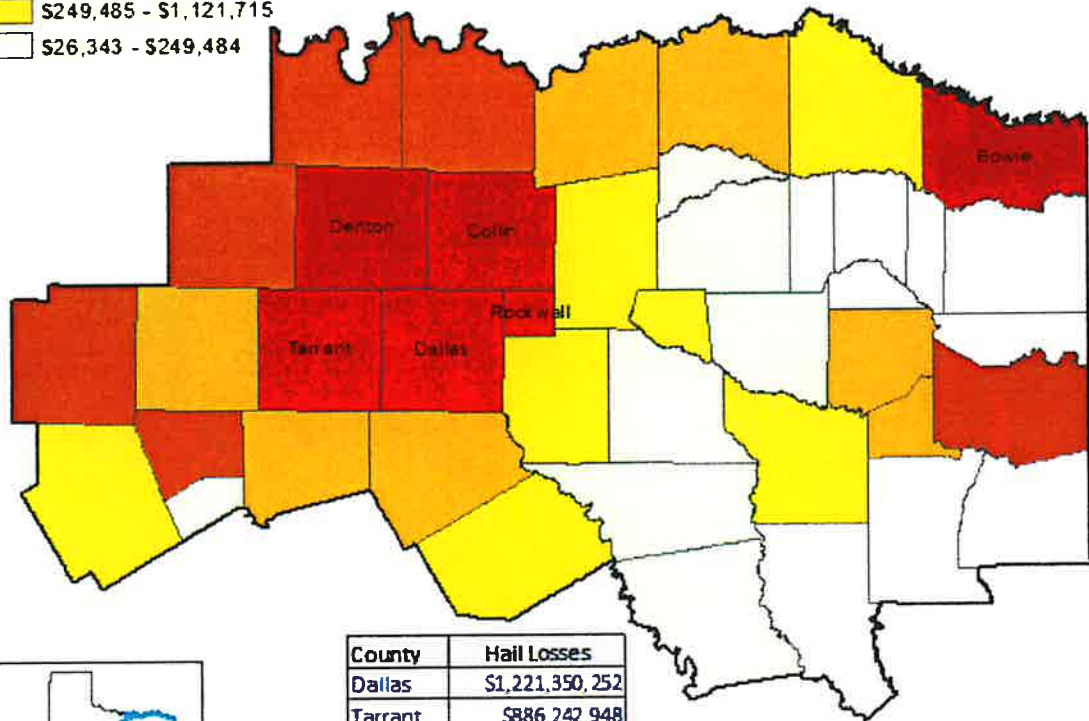 $249,485 - $1,121,715
$26,343 - $249,484
Bowie
Denton
Collin
Rockwall
Tarrant
Dallas
County Hail Losses
Dallas $1,221,350,252
Tarrant $886,242,948